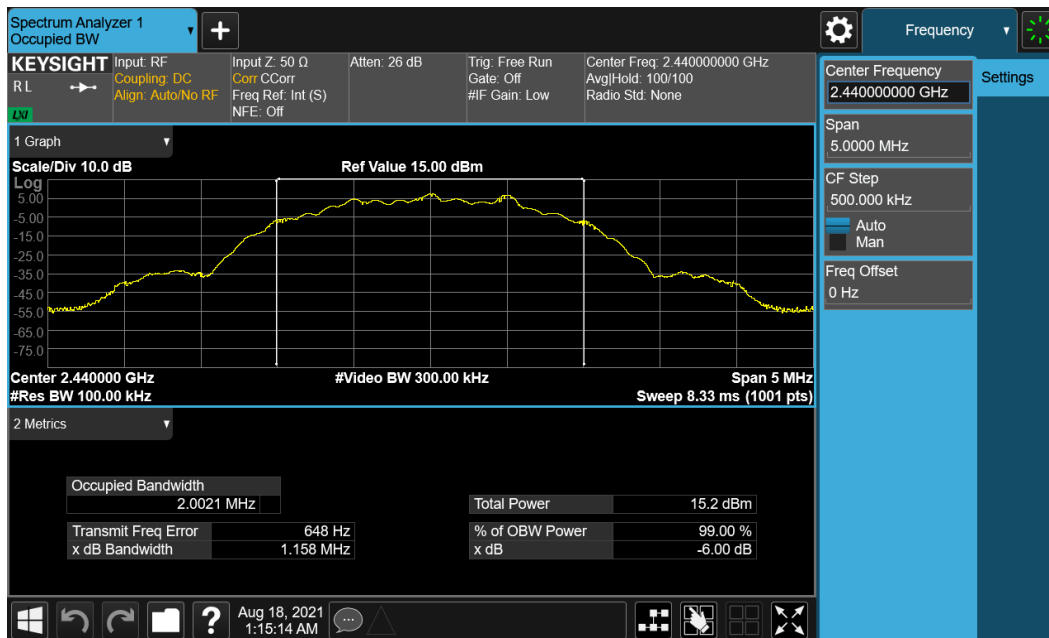 Spectrum Analyzer 1
Occupied BW
Frequency
KEYSIGHT
R L
LXI
Input: RF
Coupling: DC
Align: Auto/No RF
Input Z: 50 Ω
Corr CCorr
Freq Ref: Int (S)
NFE: Off
Atten: 26 dB
Trig: Free Run
Gate: Off
#IF Gain: Low
Center Freq: 2.440000000 GHz
Avg|Hold: 100/100
Radio Std: None
Center Frequency
2.440000000 GHz
Settings
Span
5.0000 MHz
CF Step
500.000 kHz
Auto
Man
Freq Offset
0 Hz
1 Graph
Scale/Div 10.0 dB
Ref Value 15.00 dBm
Log
5.00
-5.00
-15.0
-25.0
-35.0
-45.0
-55.0
-65.0
-75.0
Center 2.440000 GHz
#Video BW 300.00 kHz
Span 5 MHz
#Res BW 100.00 kHz
Sweep 8.33 ms (1001 pts)
2 Metrics
Occupied Bandwidth
2.0021 MHz
Total Power 15.2 dBm
Transmit Freq Error 648 Hz
% of OBW Power 99.00 %
x dB Bandwidth 1.158 MHz
x dB -6.00 dB
?
Aug 18, 2021
1:15:14 AM